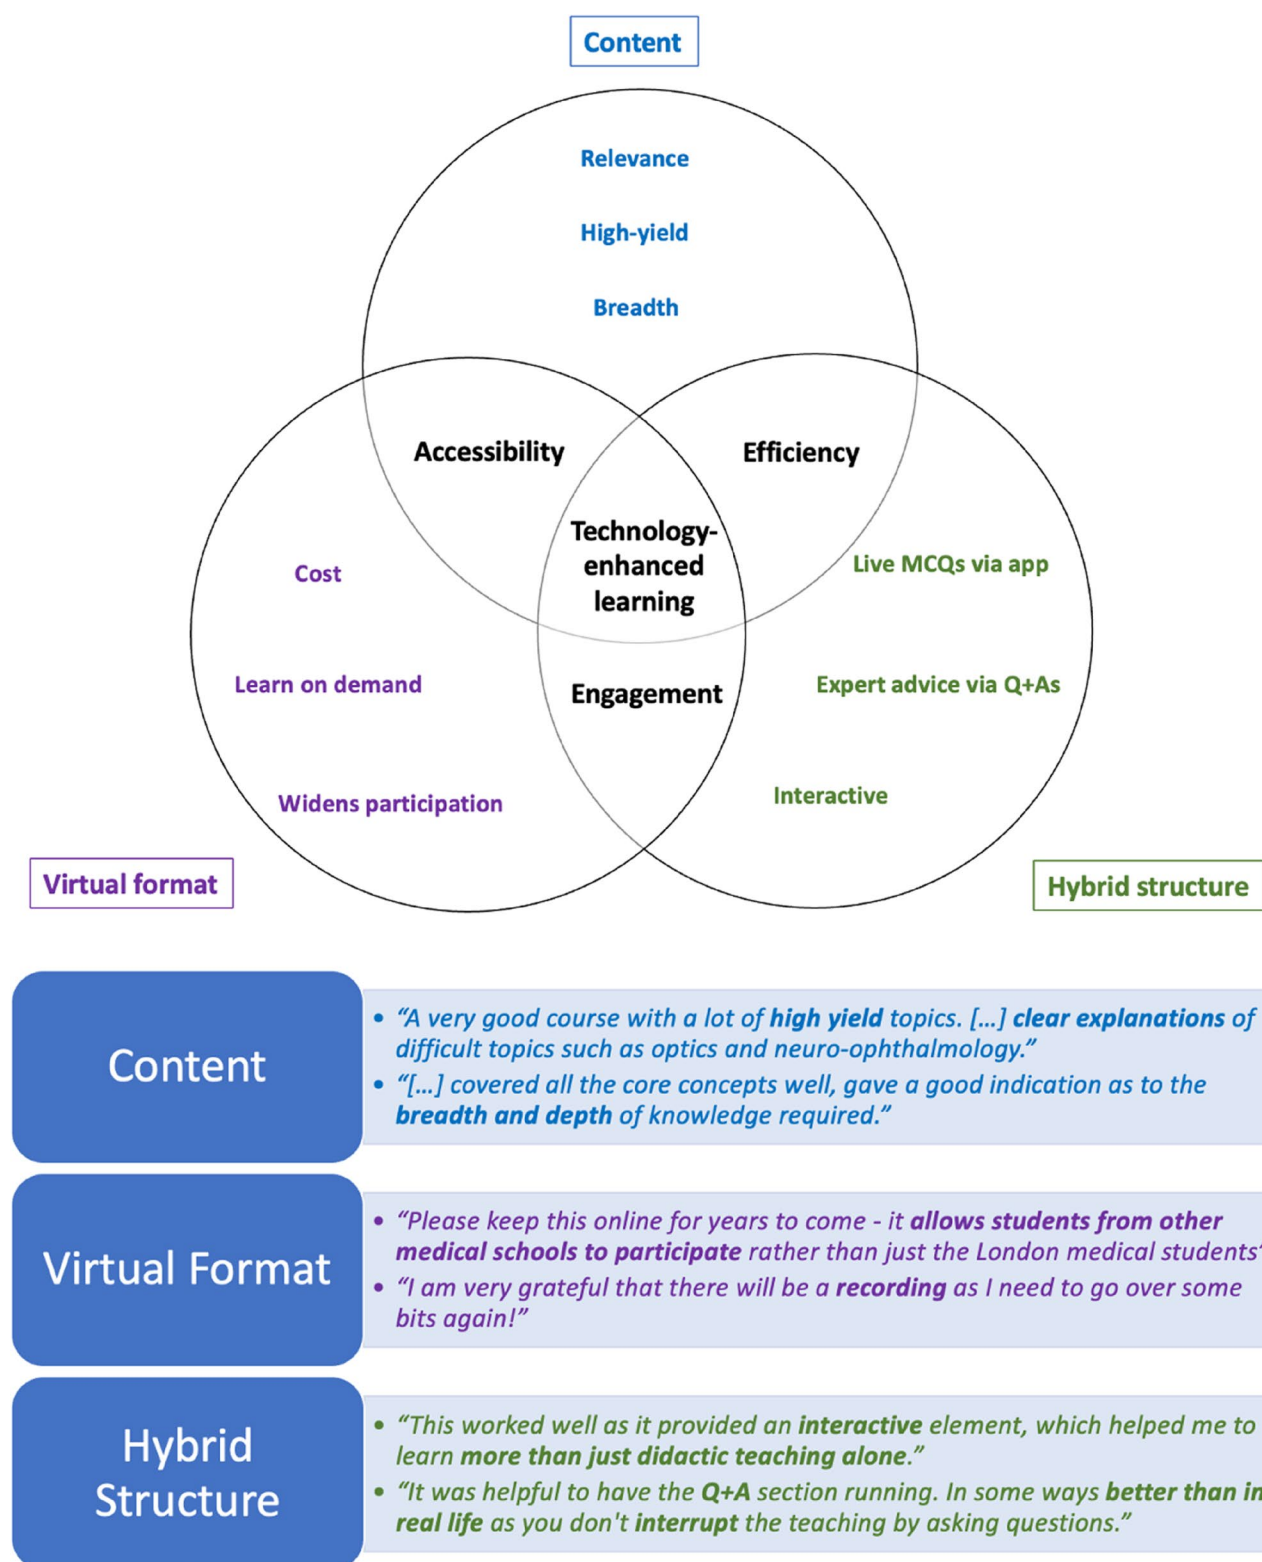 Content
Relevance
High-yield
Breadth
Accessibility
Efficiency
Technology-
enhanced
learning
Cost
Live MCQs via app
Learn on demand
Engagement
Expert advice via Q+As
Widens participation
Interactive
Virtual format
Hybrid structure
Content
• “A very good course with a lot of high yield topics. […] clear explanations of
difficult topics such as optics and neuro-ophthalmology.”
• “[…] covered all the core concepts well, gave a good indication as to the
breadth and depth of knowledge required.”
Virtual Format
• “Please keep this online for years to come - it allows students from other
medical schools to participate rather than just the London medical students”
• “I am very grateful that there will be a recording as I need to go over some
bits again!”
Hybrid
Structure
• “This worked well as it provided an interactive element, which helped me to
learn more than just didactic teaching alone.”
• “It was helpful to have the Q+A section running. In some ways better than in
real life as you don't interrupt the teaching by asking questions.”